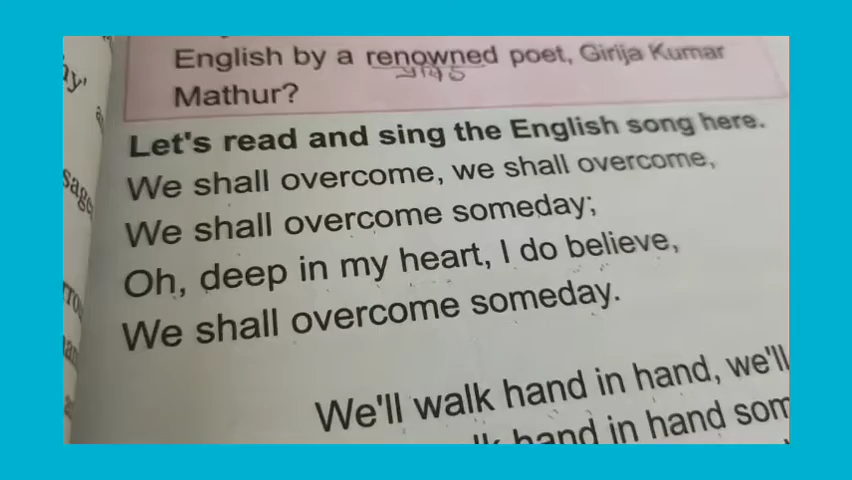 English by a renowned poet, Girija Kumar
Mathur?
Let's read and sing the English song here.
We shall overcome, we shall overcome,
We shall overcome someday;
Oh, deep in my heart, I do believe,
We shall overcome someday.
We'll walk hand in hand, we'll
hand in hand som